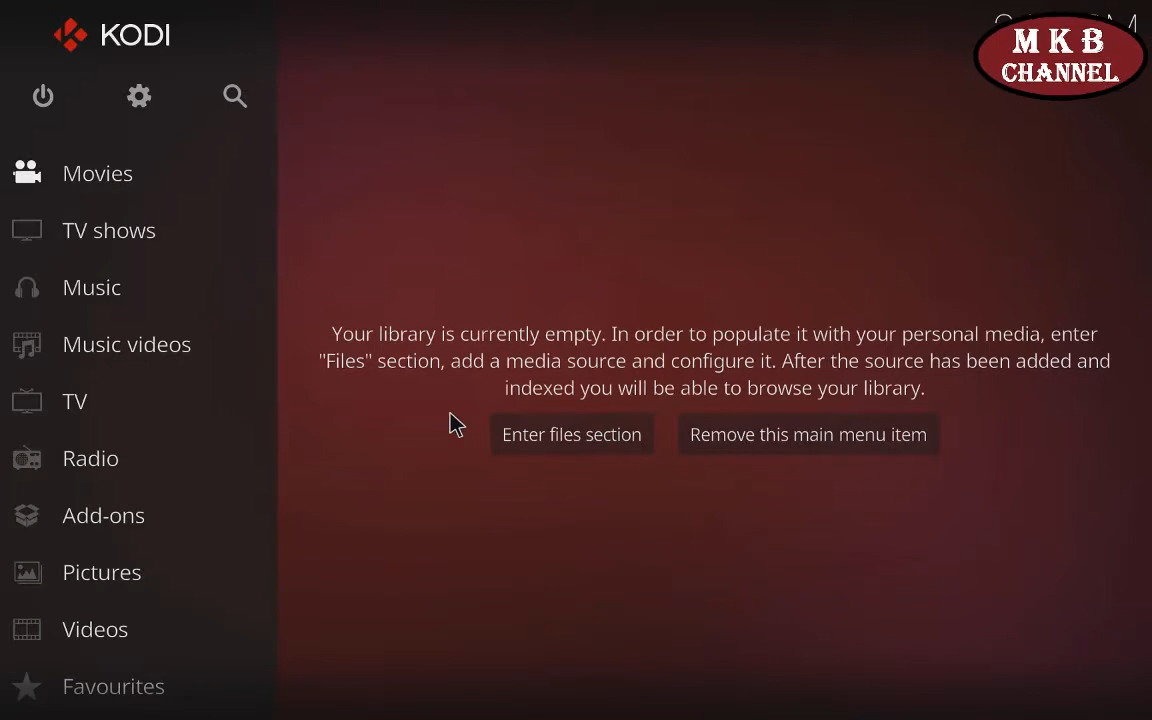 KODI
M K B
CHANNEL
Movies
TV shows
Music
Music videos
TV
Radio
Add-ons
Pictures
Videos
Favourites
Your library is currently empty. In order to populate it with your personal media, enter
"Files" section, add a media source and configure it. After the source has been added and
indexed you will be able to browse your library.
Enter files section
Remove this main menu item